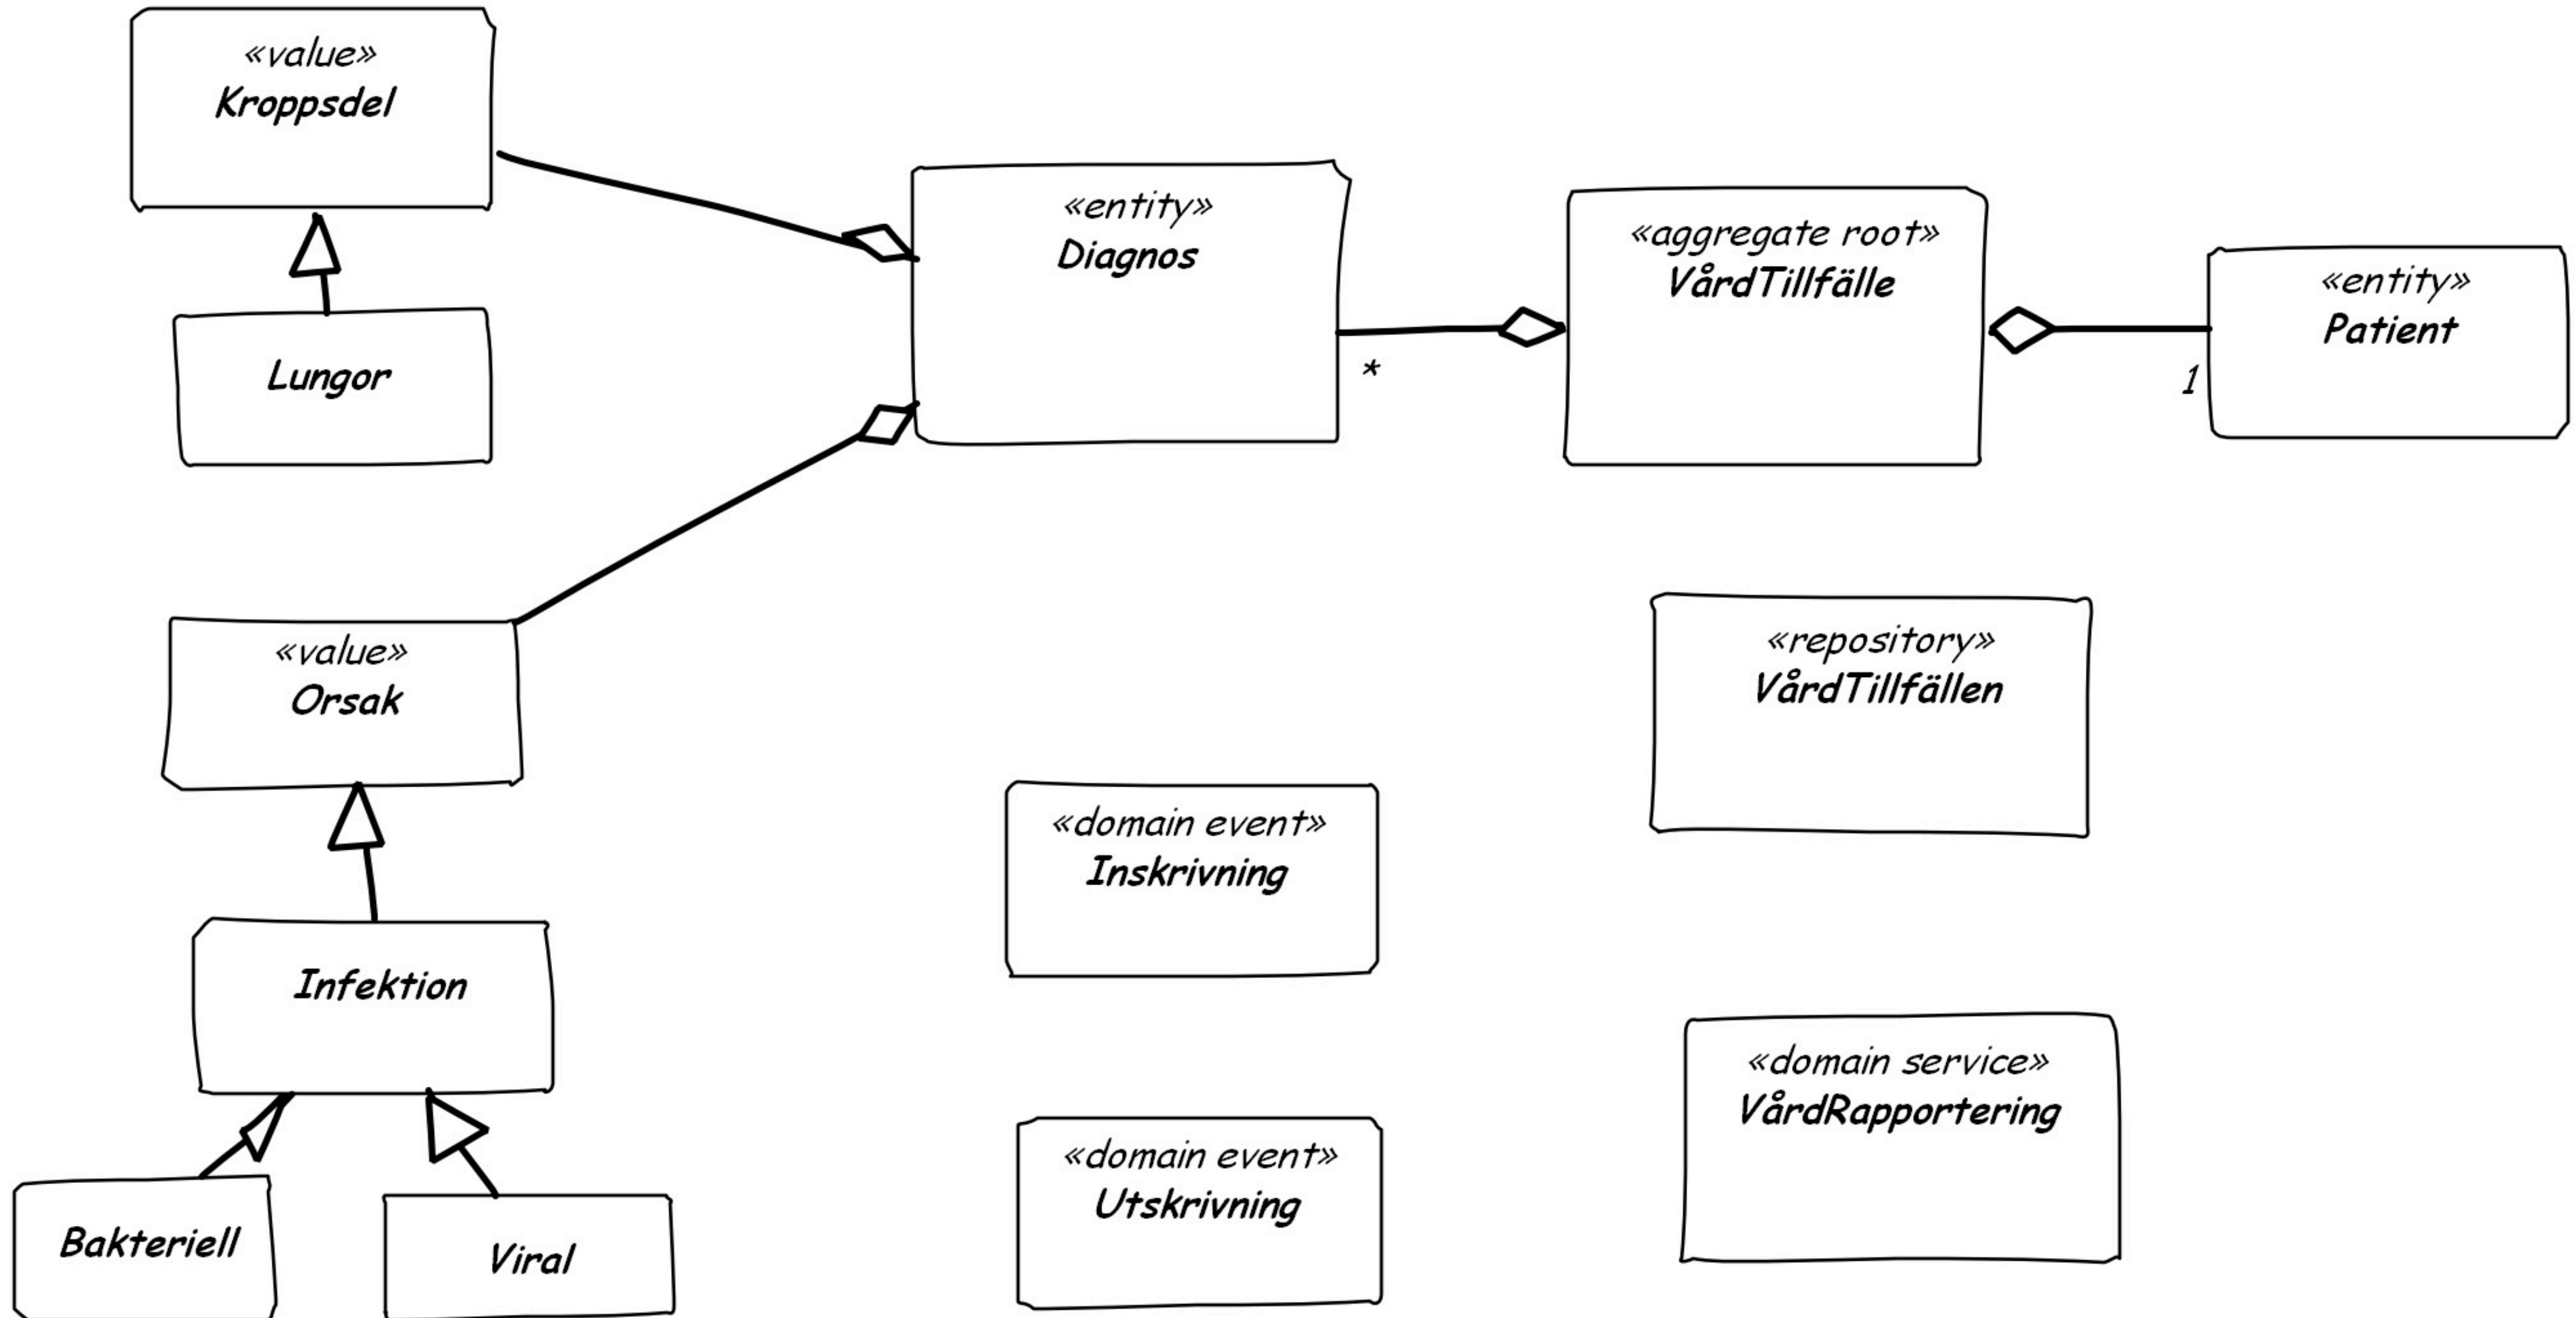 «value»
Kroppsdel
Lungor
«entity»
Diagnos
*
«aggregate root»
VårdTillfälle
«entity»
Patient
1
«value»
Orsak
Infektion
Bakteriell
Viral
«domain event»
Inskrivning
«domain event»
Utskrivning
«repository»
VårdTillfällen
«domain service»
VårdRapportering